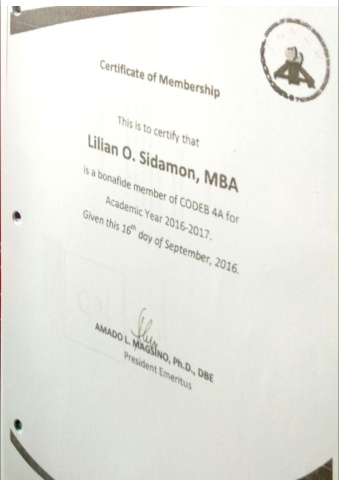 4A
Certificate of Membership
This is to certify that
Lilian O. Sidamon, MBA
is a bonafide member of CODEB 4A for
Academic Year 2016-2017.
Given this 16th day of September, 2016.
AMADO L. MAGSINO, Ph.D., DBE
President Emeritus